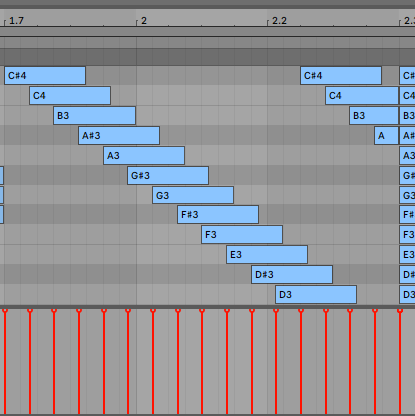 1.7 2 2.2 2.3
C#4 C#4 C#
C4 C4 C4
B3 B3 B3
A#3 A A#
A3 A3
G#3 G#
G3 G3
F#3 F#
F3 F3
E3 E3
D#3 D#
D3 D3